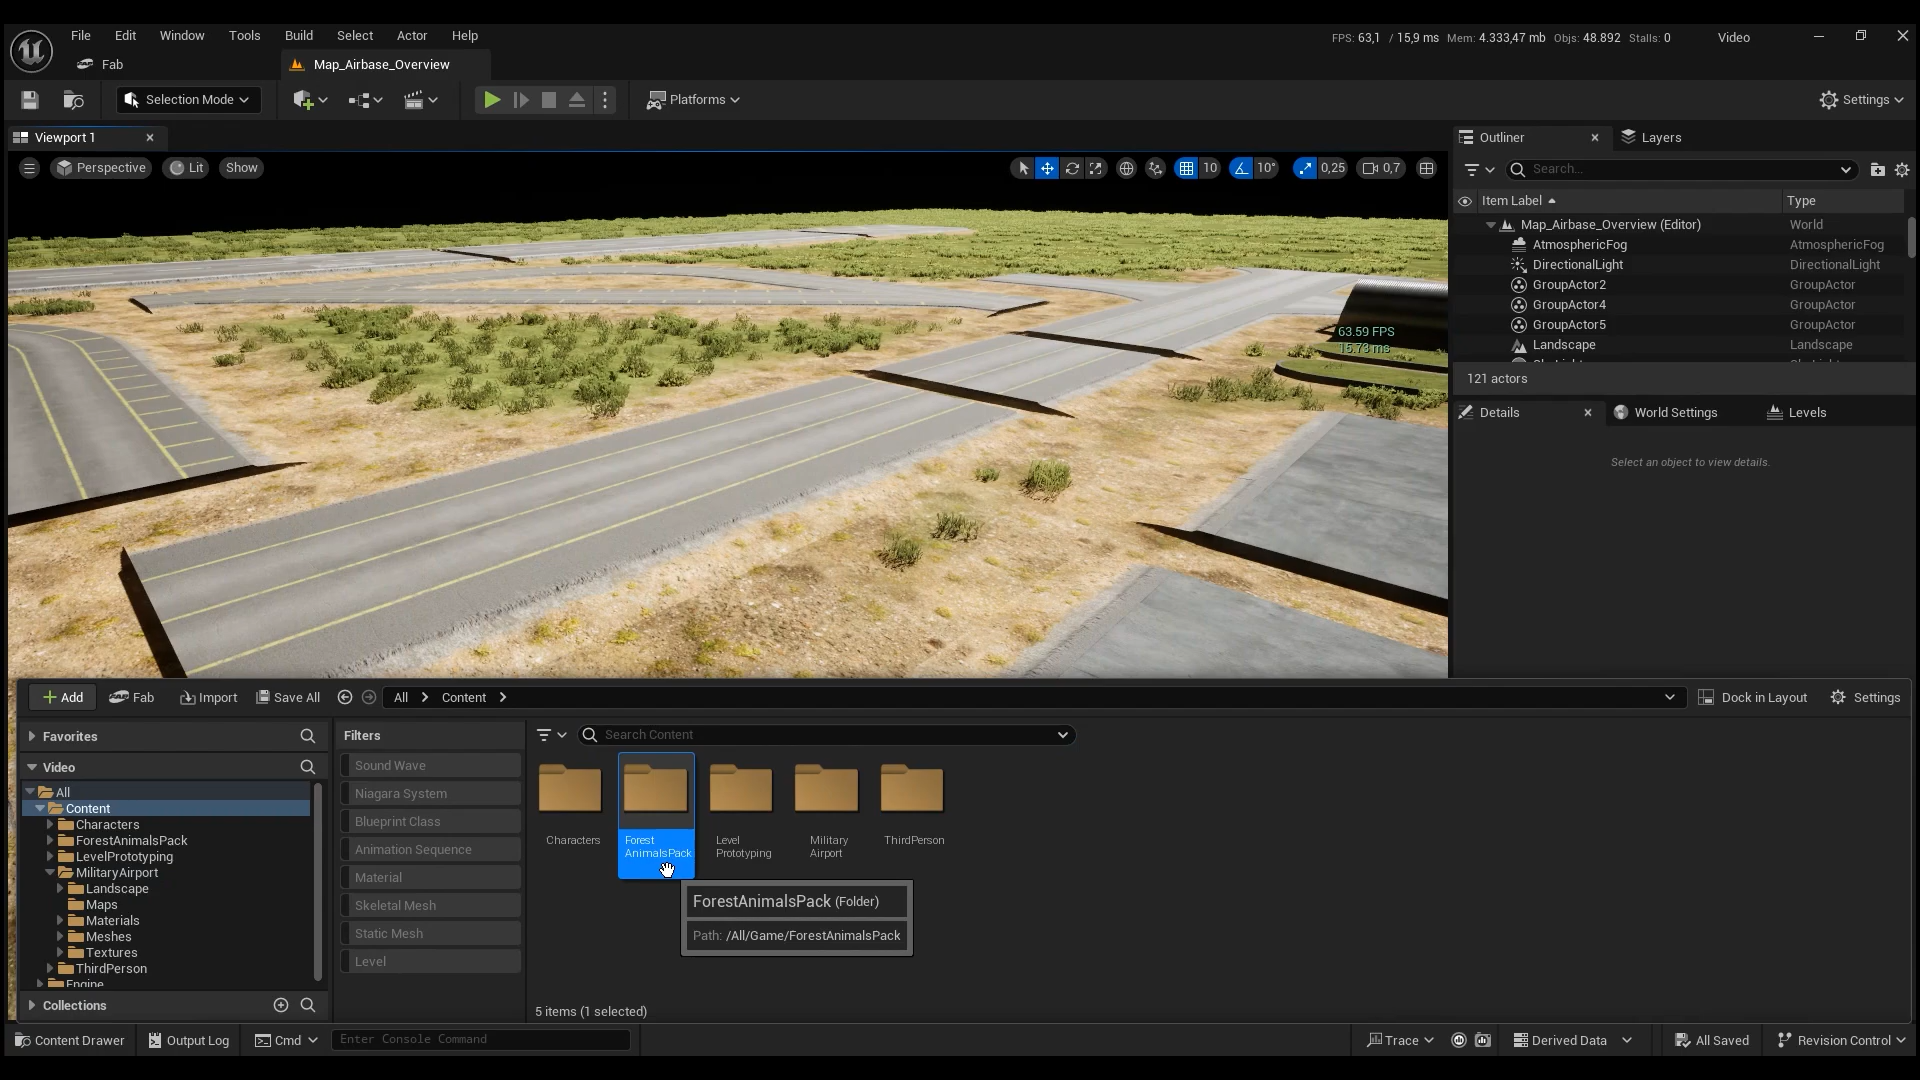 File Edit Window Tools Build Select Actor Help
FPS: 63,1 / 15,9 ms Mem: 4.333,47 mb Objs: 48.892 Stalls: 0 Video
Fab Map_Airbase_Overview
Selection Mode Platforms Settings
Viewport 1
Perspective Lit Show 10 10° 0,25 0,7
63.59 FPS
15.73 ms
Outliner Layers
Search...
Item Label Type
Map_Airbase_Overview (Editor) World
AtmosphericFog AtmosphericFog
DirectionalLight DirectionalLight
GroupActor2 GroupActor
GroupActor4 GroupActor
GroupActor5 GroupActor
Landscape Landscape
121 actors
Details World Settings Levels
Select an object to view details.
Add Fab Import Save All All Content Dock in Layout Settings
Favorites
Video
All
Content
Characters
ForestAnimalsPack
LevelPrototyping
MilitaryAirport
Landscape
Maps
Materials
Meshes
Textures
ThirdPerson
Engine
Collections
Filters
Sound Wave
Niagara System
Blueprint Class
Animation Sequence
Material
Skeletal Mesh
Static Mesh
Level
Search Content
Characters
Forest
AnimalsPack
Level
Prototyping
Military
Airport
ThirdPerson
ForestAnimalsPack (Folder)
Path: /All/Game/ForestAnimalsPack
5 items (1 selected)
Content Drawer Output Log Cmd Enter Console Command Trace Derived Data All Saved Revision Control